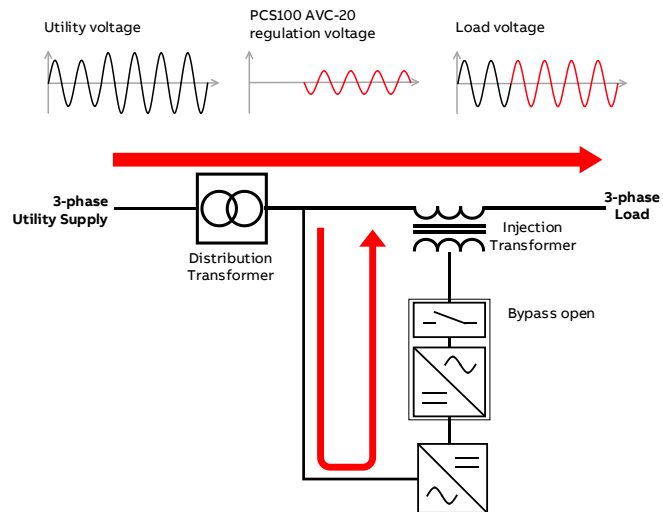 Utility voltage
PCS100 AVC-20
regulation voltage
Load voltage
3-phase
Utility Supply
Distribution
Transformer
Injection
Transformer
3-phase
Load
Bypass open